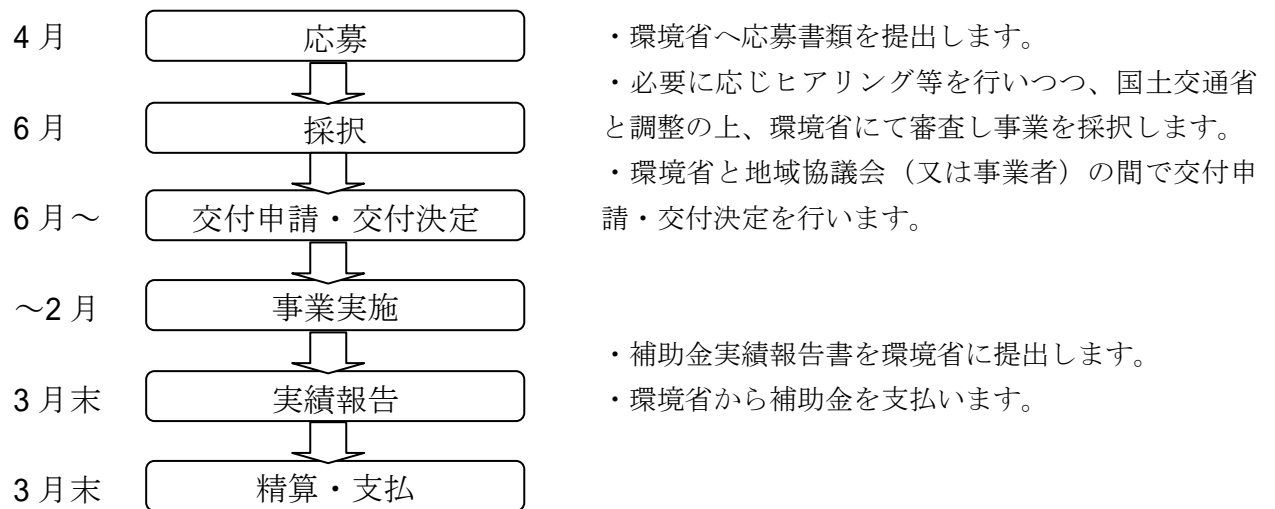 4 月 応募 ・環境省へ応募書類を提出します。
・必要に応じヒアリング等を行いつつ、国土交通省
6 月 採択 と調整の上、環境省にて審査し事業を採択します。
・環境省と地域協議会（又は事業者）の間で交付申
6 月～ 交付申請・交付決定 請・交付決定を行います。
～2 月 事業実施
・補助金実績報告書を環境省に提出します。
3 月末 実績報告 ・環境省から補助金を支払います。
3 月末 精算・支払